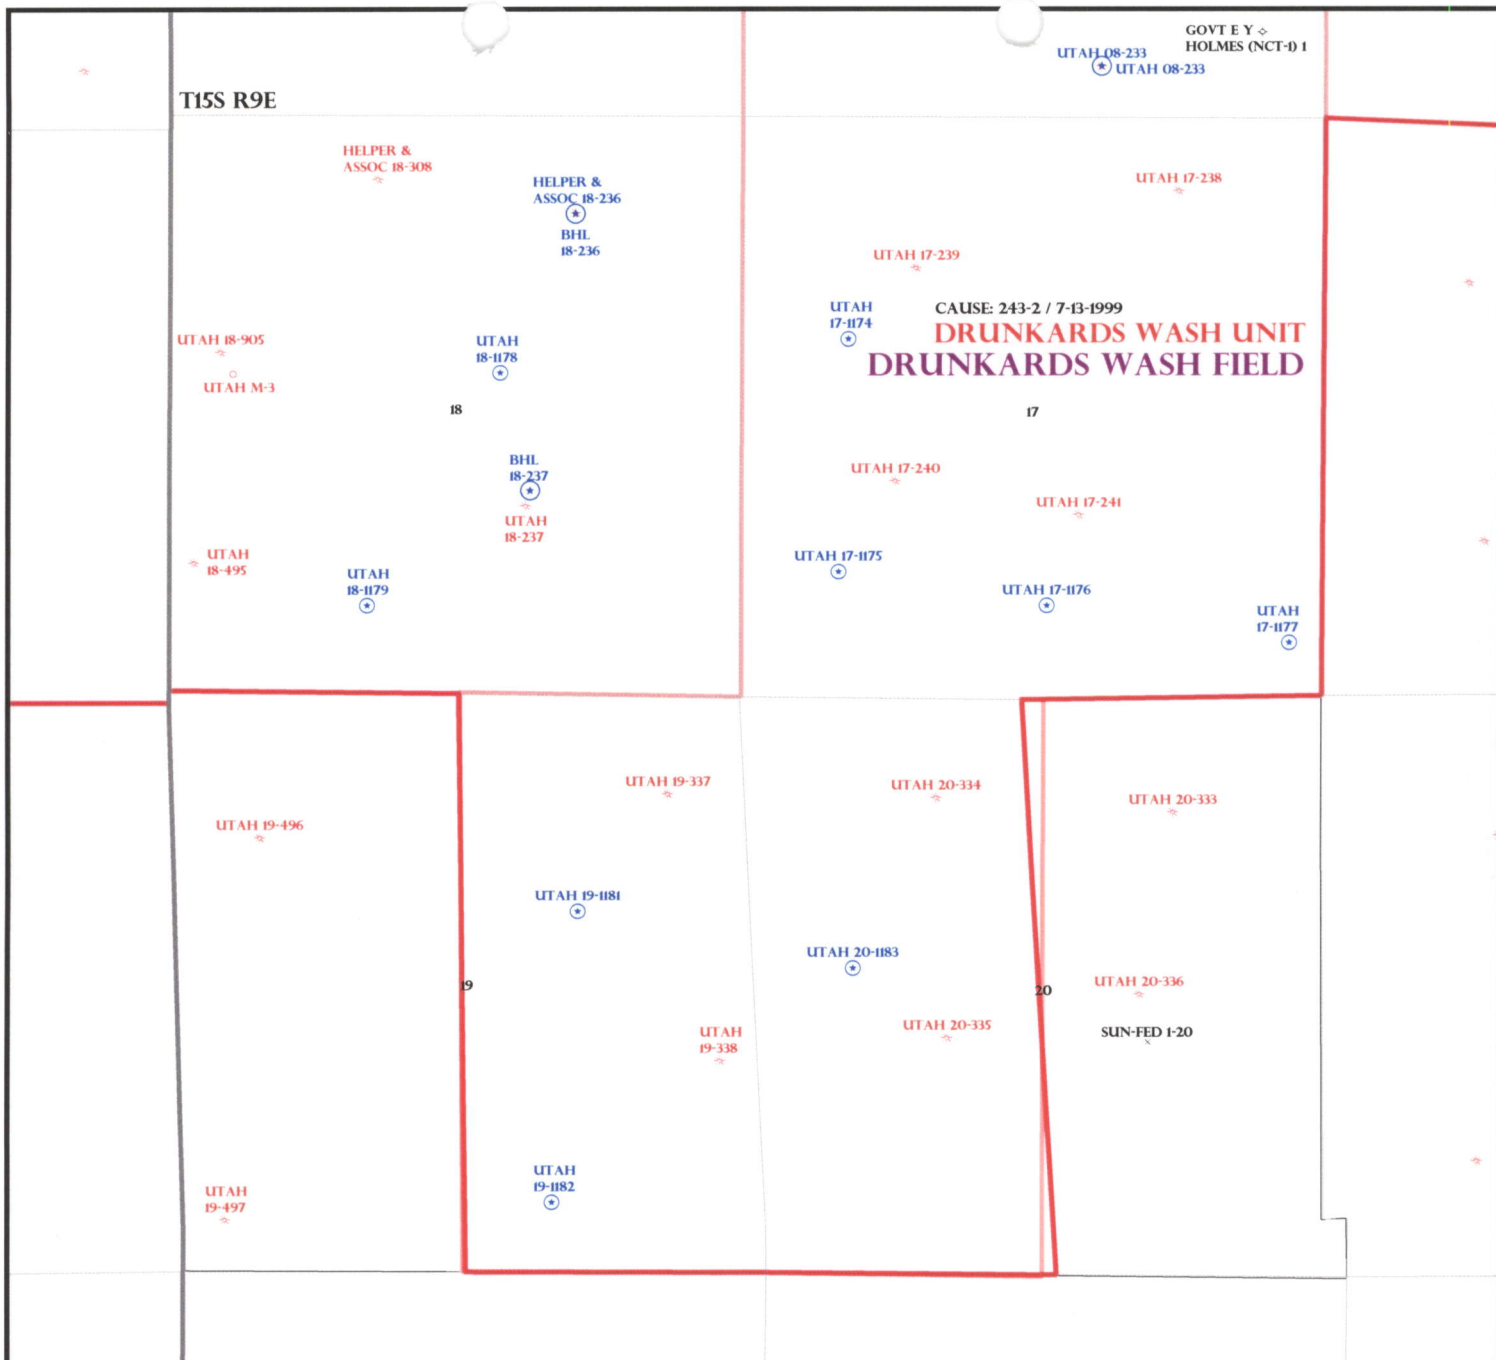 GOVT E Y
HOLMES (NCT-1) 1
UTAH 08-233
UTAH 08-233
T15S R9E
HELPER &
ASSOC 18-308
HELPER &
ASSOC 18-236
BHL
18-236
UTAH 17-238
UTAH 17-239
UTAH
17-1174
CAUSE: 243-2 / 7-13-1999
DRUNKARDS WASH UNIT
DRUNKARDS WASH FIELD
UTAH 18-905
UTAH M-3
UTAH
18-1178
18
17
BHL
18-237
UTAH
18-237
UTAH 17-240
UTAH 17-241
UTAH
18-495
UTAH
18-1179
UTAH 17-1175
UTAH 17-1176
UTAH
17-1177
UTAH 19-337
UTAH 20-334
UTAH 20-333
UTAH 19-496
UTAH 19-1181
UTAH 20-1183
19
20
UTAH 20-336
UTAH
19-338
UTAH 20-335
SUN-FED 1-20
UTAH
19-1182
UTAH
19-497